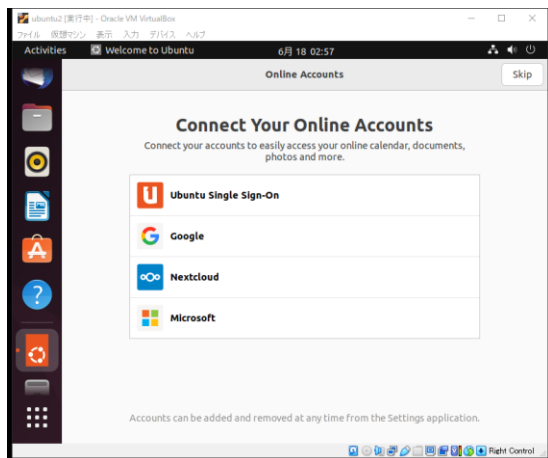 ubuntu2 [実行中] - Oracle VM VirtualBox
ファイル 仮想マシン 表示 入力 デバイス ヘルプ
Activities Welcome to Ubuntu 6月 18 02:57
Online Accounts Skip
Connect Your Online Accounts
Connect your accounts to easily access your online calendar, documents,
photos and more.
Ubuntu Single Sign-On
Google
Nextcloud
Microsoft
Accounts can be added and removed at any time from the Settings application.
Right Control